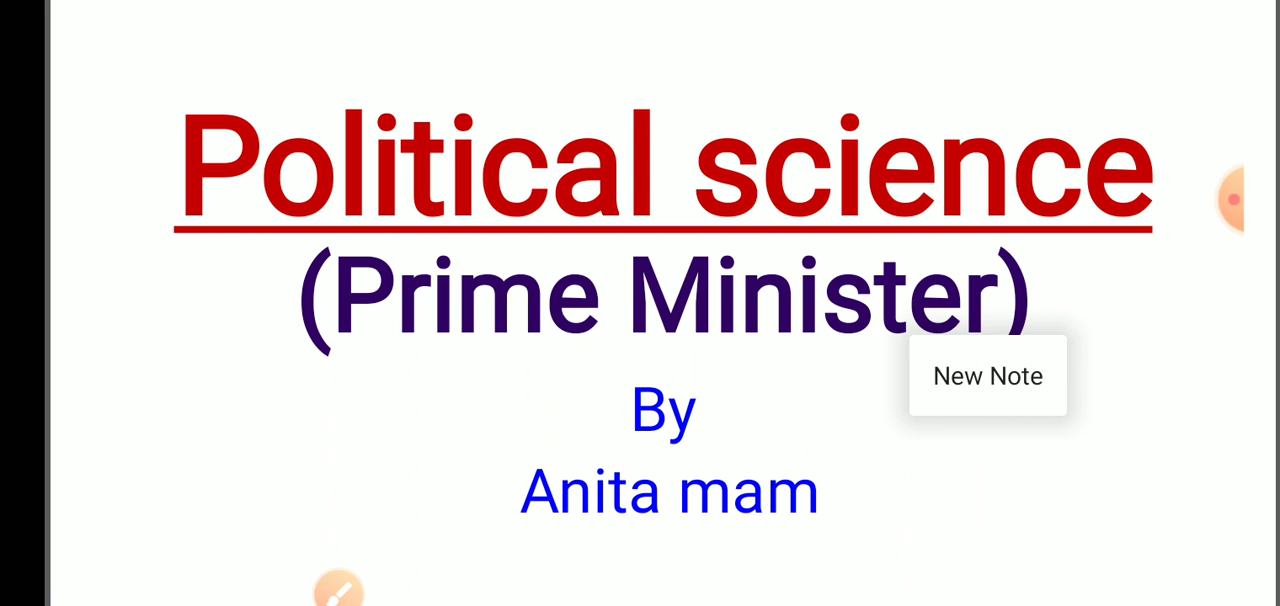 Political science
(Prime Minister)
New Note
By
Anita mam